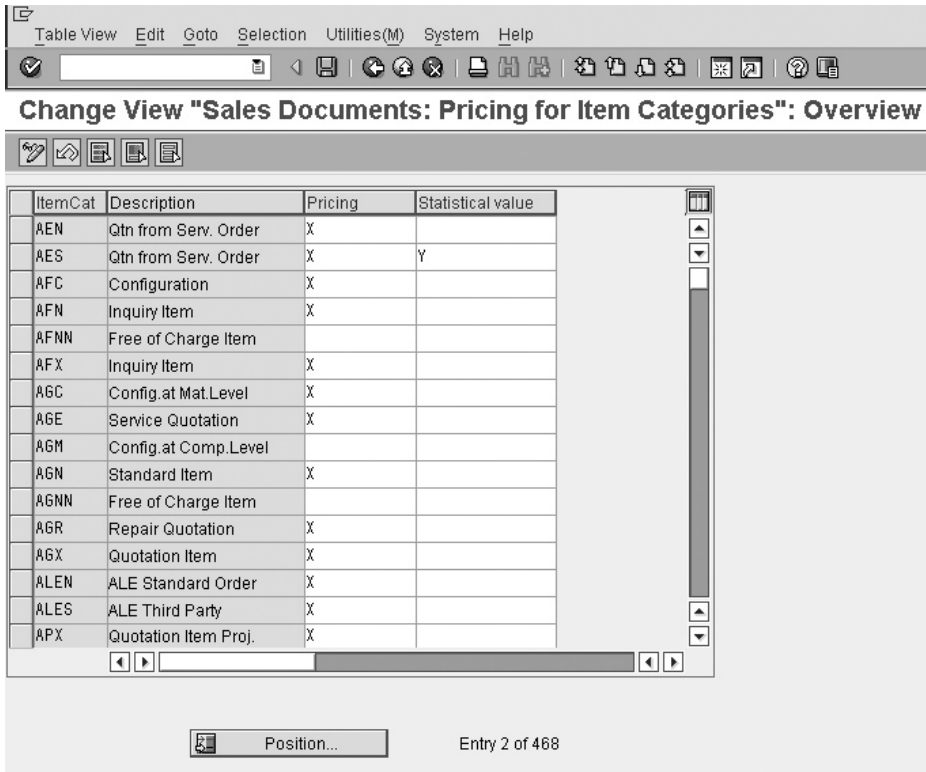 Table View Edit Goto Selection Utilities(M) System Help
Change View "Sales Documents: Pricing for Item Categories": Overview
ItemCat Description Pricing Statistical value
AEN Qtn from Serv. Order X
AES Qtn from Serv. Order X Y
AFC Configuration X
AFN Inquiry Item X
AFNN Free of Charge Item
AFX Inquiry Item X
AGC Config.at Mat.Level X
AGE Service Quotation X
AGM Config.at Comp.Level
AGN Standard Item X
AGNN Free of Charge Item
AGR Repair Quotation X
AGX Quotation Item X
ALEN ALE Standard Order X
ALES ALE Third Party X
APX Quotation Item Proj. X
Position... Entry 2 of 468